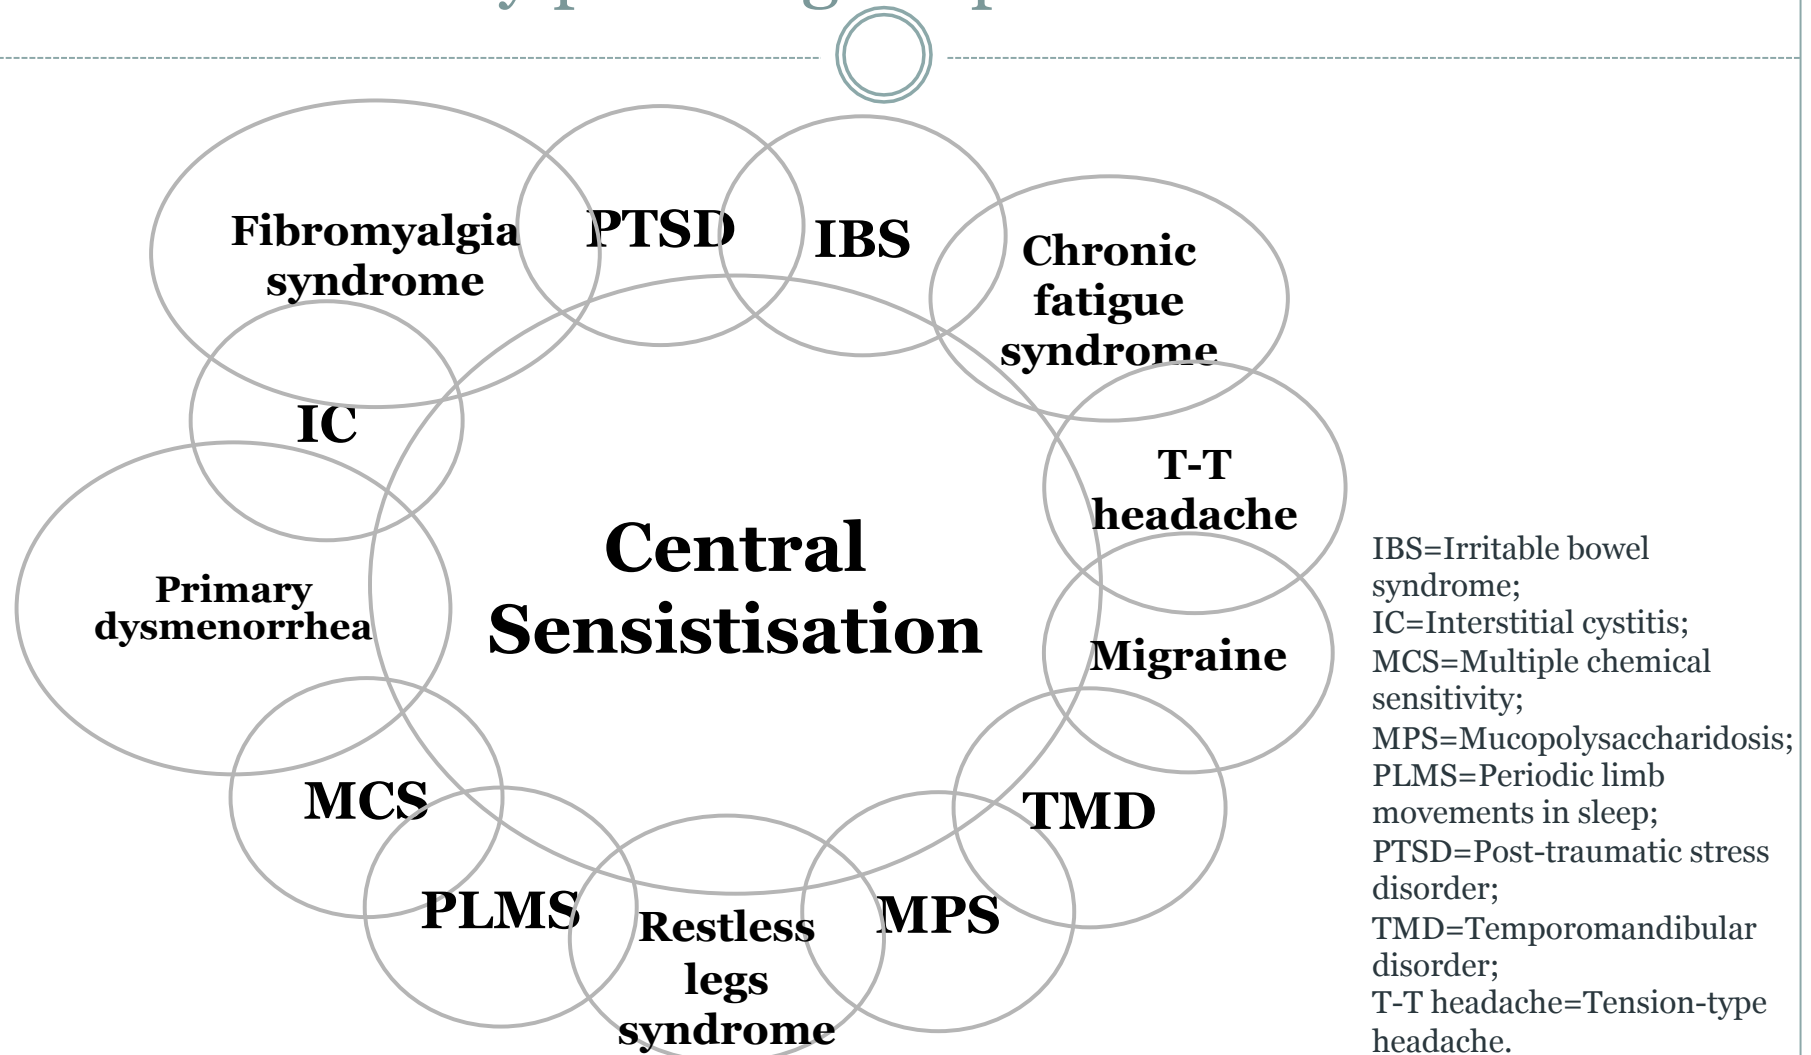 Fibromyalgia
syndrome
PTSD
IBS
Chronic
fatigue
syndrome
IC
T-T
headache
Central
Sensistisation
Primary
dysmenorrhea
Migraine
MCS
TMD
PLMS
Restless
legs
syndrome
MPS
IBS=Irritable bowel
syndrome;
IC=Interstitial cystitis;
MCS=Multiple chemical
sensitivity;
MPS=Mucopolysaccharidosis;
PLMS=Periodic limb
movements in sleep;
PTSD=Post-traumatic stress
disorder;
TMD=Temporomandibular
disorder;
T-T headache=Tension-type
headache.